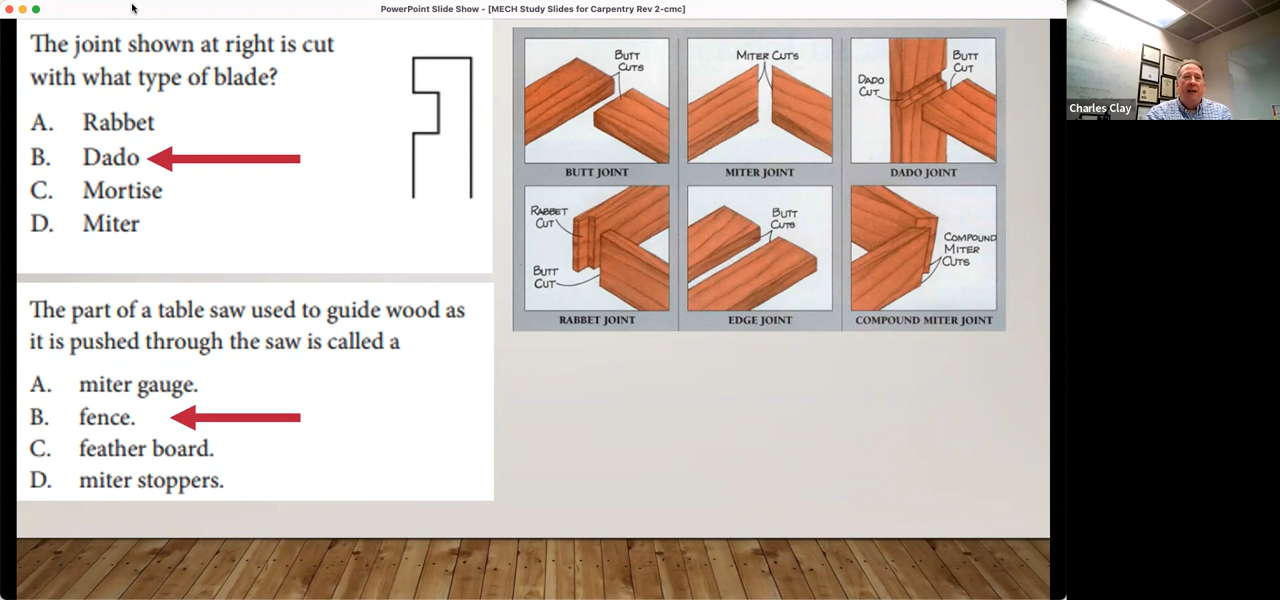 PowerPoint Slide Show - [MECH Study Slides for Carpentry Rev 2-cmc]
The joint shown at right is cut
with what type of blade?
A. Rabbet
B. Dado
C. Mortise
D. Miter
The part of a table saw used to guide wood as
it is pushed through the saw is called a
A. miter gauge.
B. fence.
C. feather board.
D. miter stoppers.
BUTT
CUTS
BUTT JOINT
MITER CUTS
MITER JOINT
DADO
CUT
BUTT
CUT
DADO JOINT
RABBET
CUT
BUTT
CUT
RABBET JOINT
BUTT
CUTS
EDGE JOINT
COMPOUND
MITER
CUTS
COMPOUND MITER JOINT
Charles Clay